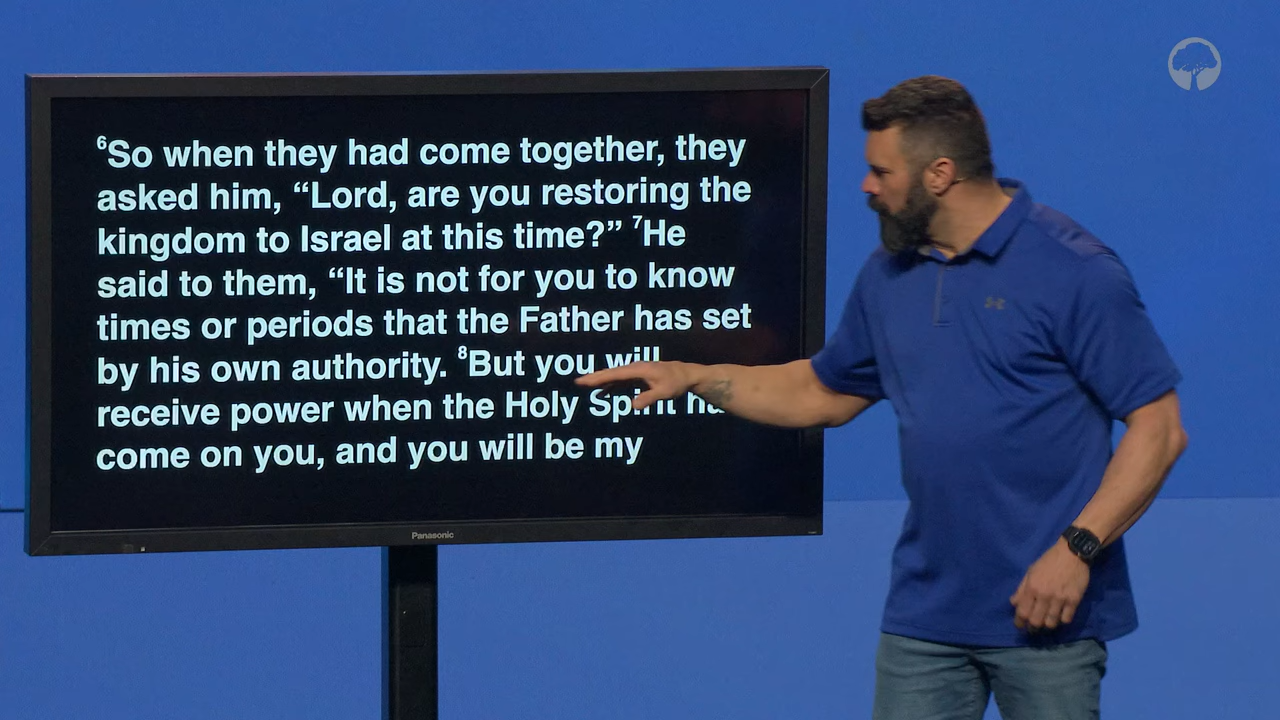 ⁶So when they had come together, they
asked him, “Lord, are you restoring the
kingdom to Israel at this time?” ⁷He
said to them, “It is not for you to know
times or periods that the Father has set
by his own authority. ⁸But you will
receive power when the Holy Spirit
come on you, and you will be my
Panasonic